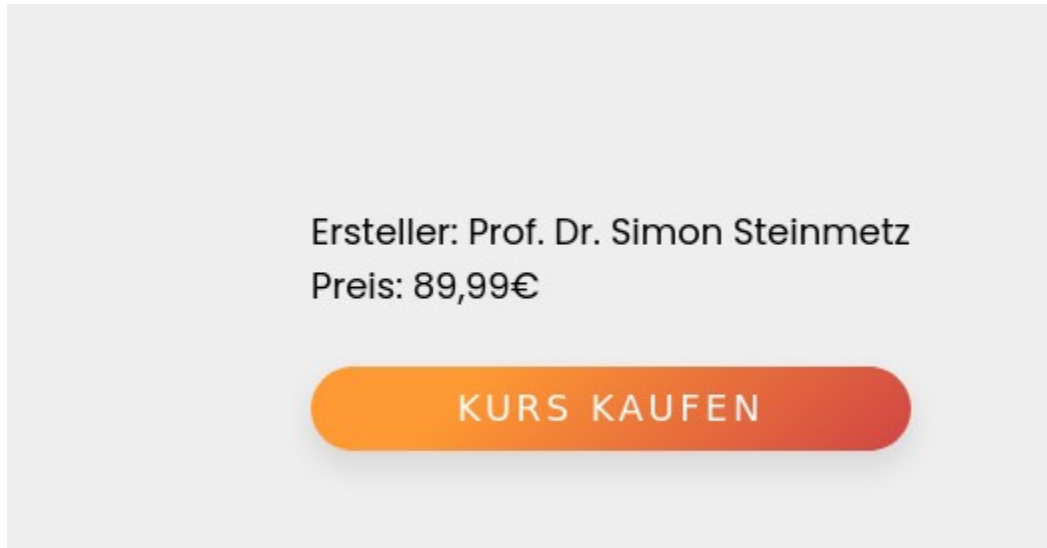 Ersteller: Prof. Dr. Simon Steinmetz
Preis: 89,99€
KURS KAUFEN